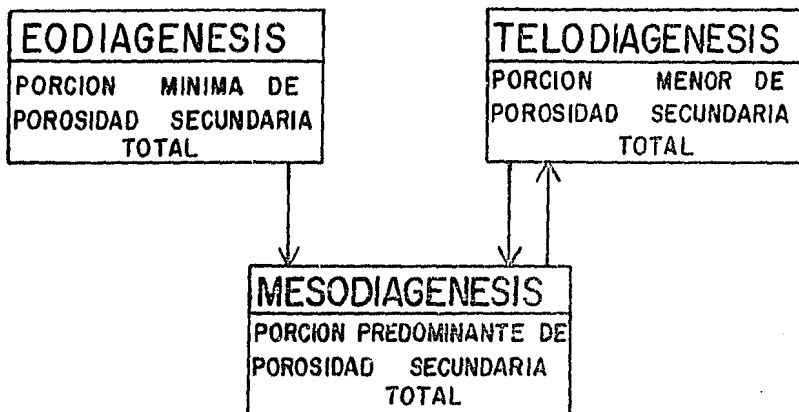 EODIAGENESIS
PORCION MINIMA DE
POROSIDAD SECUNDARIA
TOTAL
TELODIAGENESIS
PORCION MENOR DE
POROSIDAD SECUNDARIA
TOTAL
MESODIAGENESIS
PORCION PREDOMINANTE DE
POROSIDAD SECUNDARIA
TOTAL